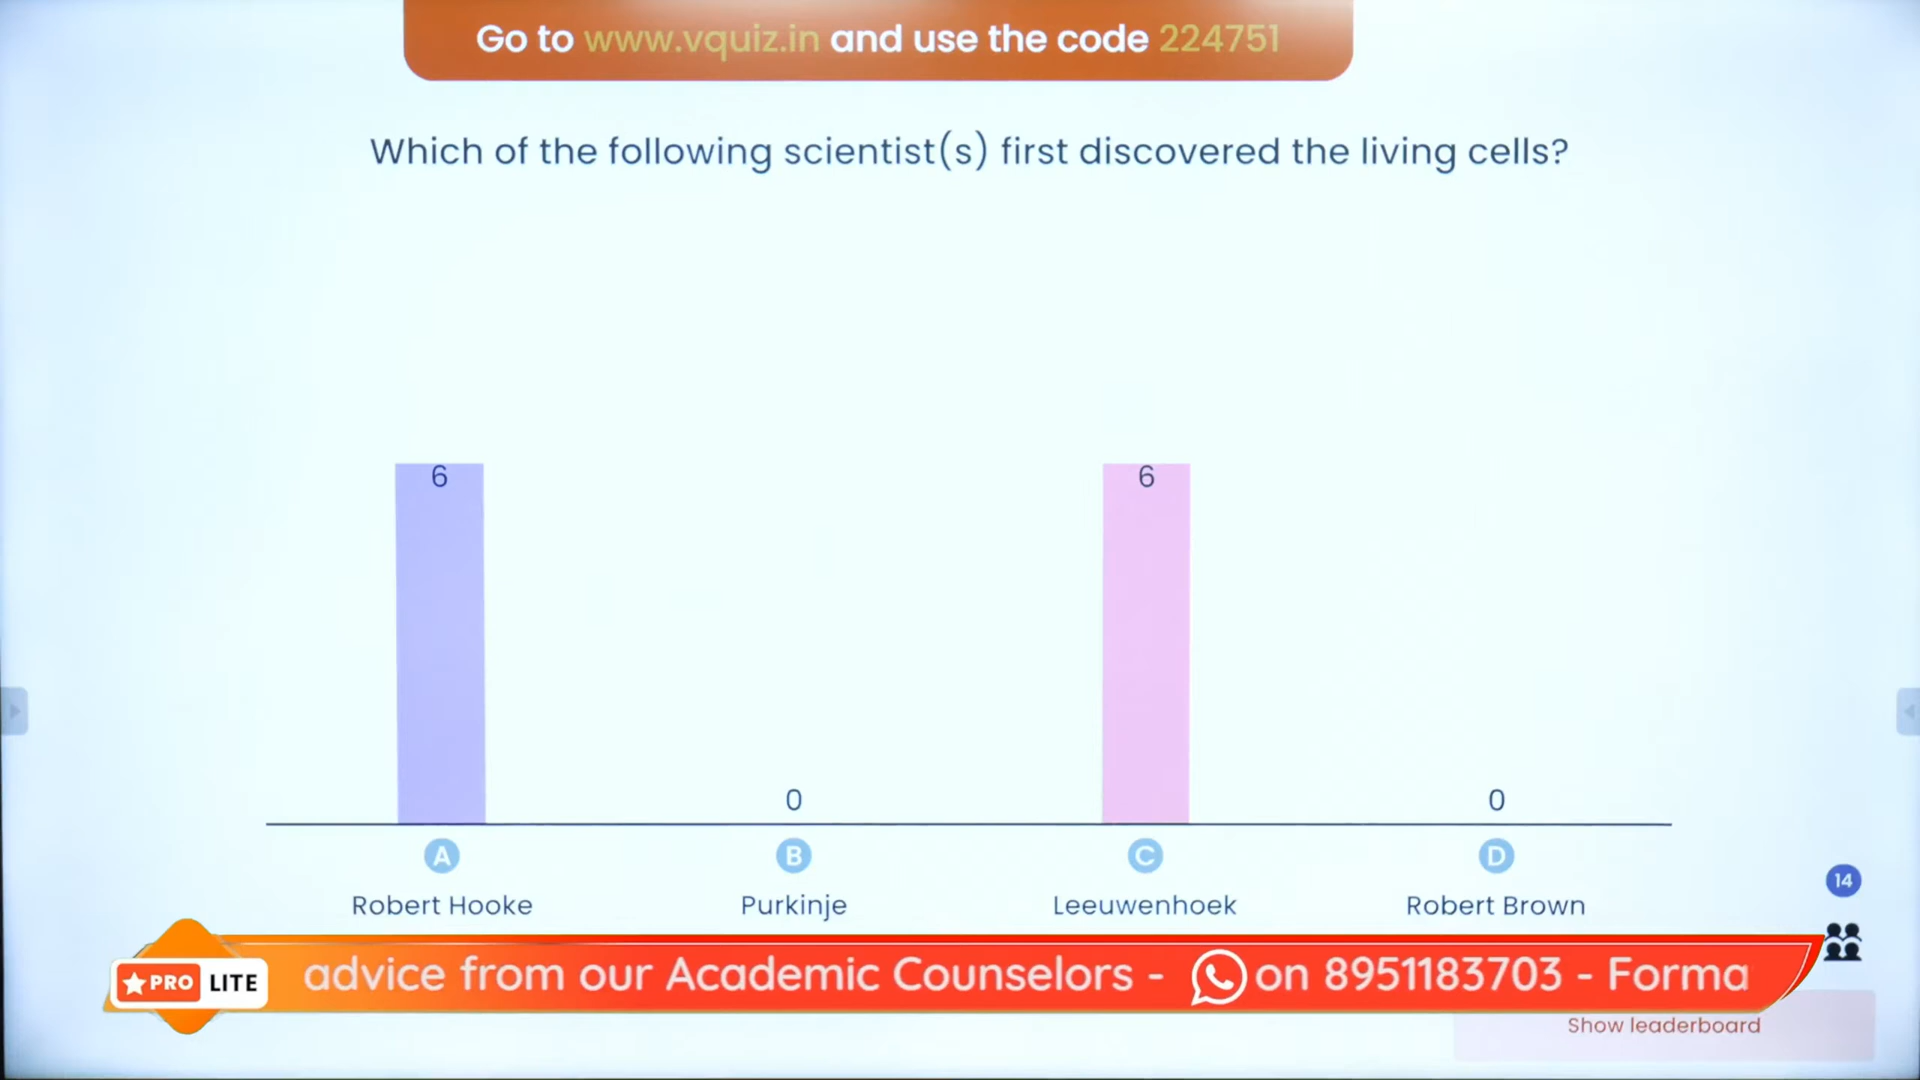 Go to www.vquiz.in and use the code 224751
Which of the following scientist(s) first discovered the living cells?
6
6
0
0
A
B
C
D
Robert Hooke
Purkinje
Leeuwenhoek
Robert Brown
14
PRO LITE
advice from our Academic Counselors - on 8951183703 - Forma
Show leaderboard